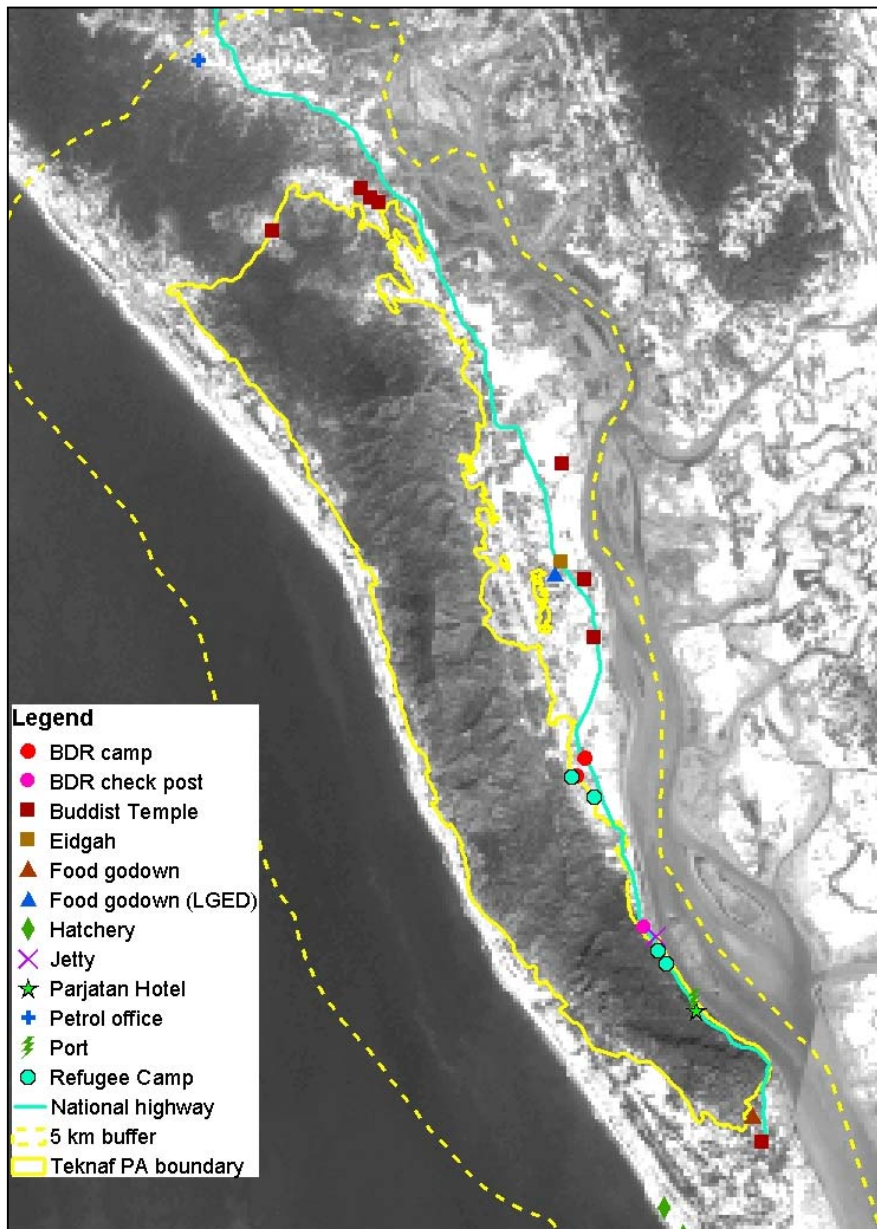 Legend
BDR camp
BDR check post
Buddist Temple
Eidgah
Food godown
Food godown (LGED)
Hatchery
Jetty
Parjatan Hotel
Petrol office
Port
Refugee Camp
National highway
5 km buffer
Teknaf PA boundary